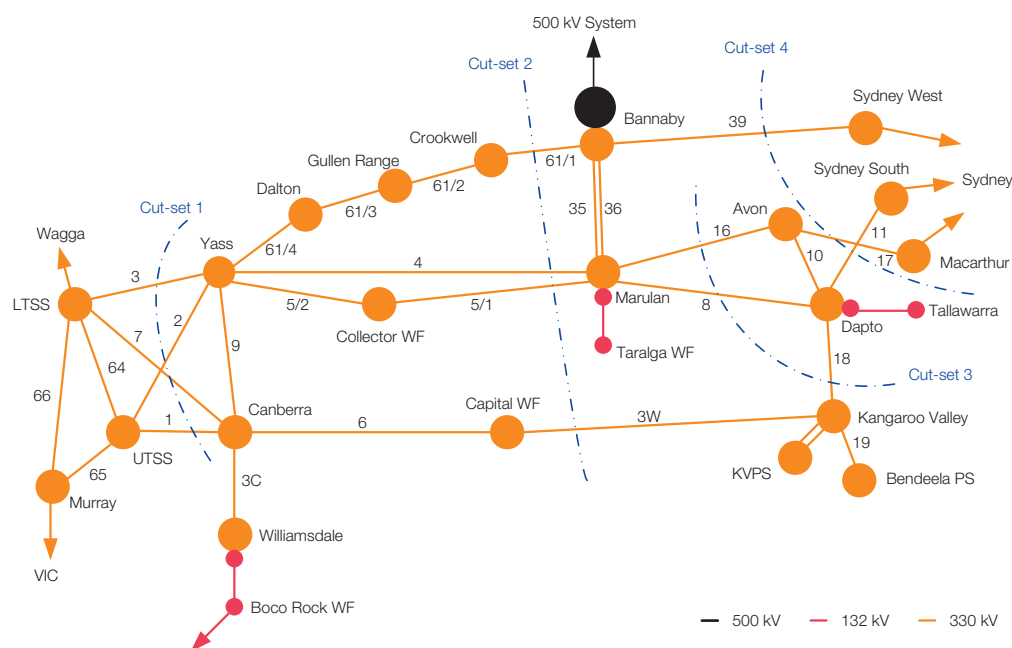 500 kV System
Cut-set 4
Cut-set 2
Sydney West
Bannaby
39
Crookwell
61/1
Gullen Range
61/2
Sydney South
Sydney
Dalton
61/3
Cut-set 1
35
36
Avon
16
11
Wagga
Yass
61/4
10
17
Macarthur
3
4
LTSS
5/2
5/1
Marulan
8
Tallawarra
2
Collector WF
Dapto
7
9
Taralga WF
18
64
Cut-set 3
66
Canberra
Capital WF
1
6
3W
Kangaroo Valley
UTSS
19
65
KVPS
3C
Bendeela PS
Murray
Williamsdale
VIC
Boco Rock WF
500 kV
132 kV
330 kV